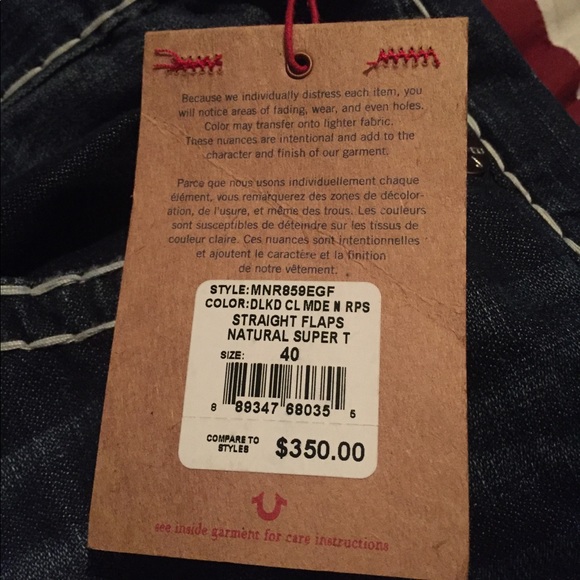 Because we individually distress each item, you
will notice areas of fading, wear, and even holes.
Color may transfer onto lighter fabric.
These nuances are intentional and add to the
character and finish of our garment.
Parce que nous usons individuellement chaque
élément, vous remarquerez des zones de décolor-
ation, de l'usure, et même des trous. Les couleurs
sont susceptibles de déteindre sur les tissus de
couleur claire. Ces nuances sont intentionnelles
et ajoutent le caractère et la finition
de notre vêtement.
STYLE:MNR859EGF
COLOR:DLKD CL MDE N RPS
STRAIGHT FLAPS
NATURAL SUPER T
SIZE: 40
8 89347 68035 5
COMPARE TO
STYLES $350.00
see inside garment for care instructions